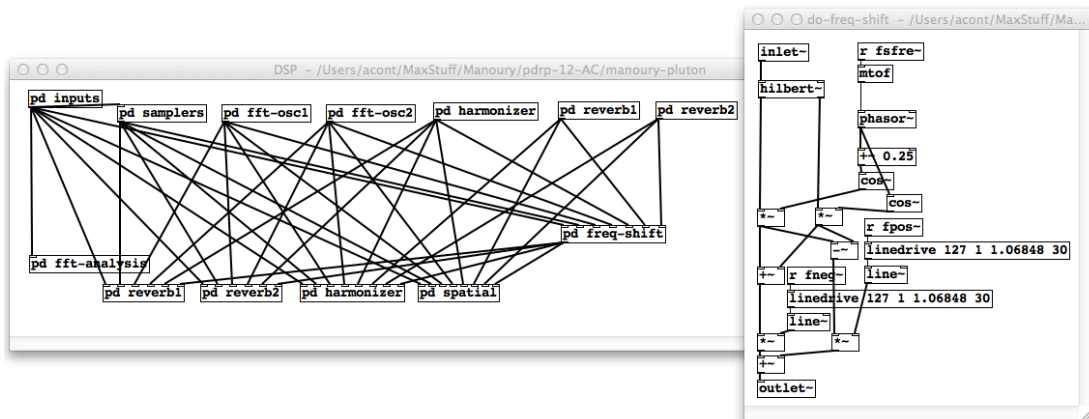 DSP – /Users/acont/MaxStuff/Manoury/pdrp-12-AC/manoury-pluton
pd inputs
pd samplers
pd fft-osc1
pd fft-osc2
pd harmonizer
pd reverb1
pd reverb2
pd freq-shift
pd fft-analysis
pd reverb1
pd reverb2
pd harmonizer
pd spatial
do-freq-shift – /Users/acont/MaxStuff/Ma...
inlet~
r fsfre~
mtof
hilbert~
phasor~
+~ 0.25
cos~
cos~
*~
*~
r fpos~
-~
linedrive 127 1 1.06848 30
+~
r fneg~
line~
linedrive 127 1 1.06848 30
line~
*~
*~
+~
outlet~